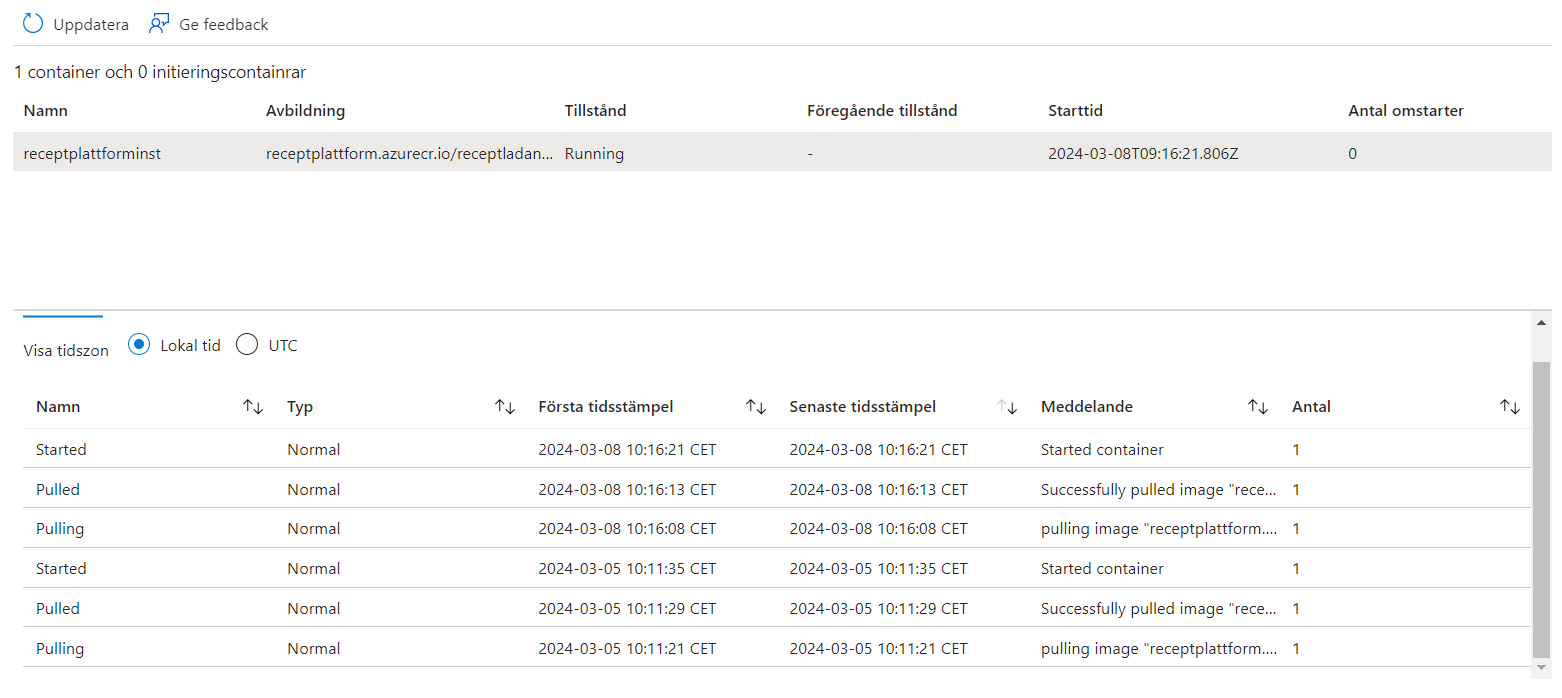 Uppdatera Ge feedback
1 container och 0 initieringscontainrar
Namn Avbildning Tillstånd Föregående tillstånd Starttid Antal omstarter
receptplattforminst receptplattform.azurecr.io/receptladan... Running - 2024-03-08T09:16:21.806Z 0
Visa tidszon Lokal tid UTC
Namn Typ Första tidsstämpel Senaste tidsstämpel Meddelande Antal
Started Normal 2024-03-08 10:16:21 CET 2024-03-08 10:16:21 CET Started container 1
Pulled Normal 2024-03-08 10:16:13 CET 2024-03-08 10:16:13 CET Successfully pulled image "rece... 1
Pulling Normal 2024-03-08 10:16:08 CET 2024-03-08 10:16:08 CET pulling image "receptplattform.... 1
Started Normal 2024-03-05 10:11:35 CET 2024-03-05 10:11:35 CET Started container 1
Pulled Normal 2024-03-05 10:11:29 CET 2024-03-05 10:11:29 CET Successfully pulled image "rece... 1
Pulling Normal 2024-03-05 10:11:21 CET 2024-03-05 10:11:21 CET pulling image "receptplattform.... 1